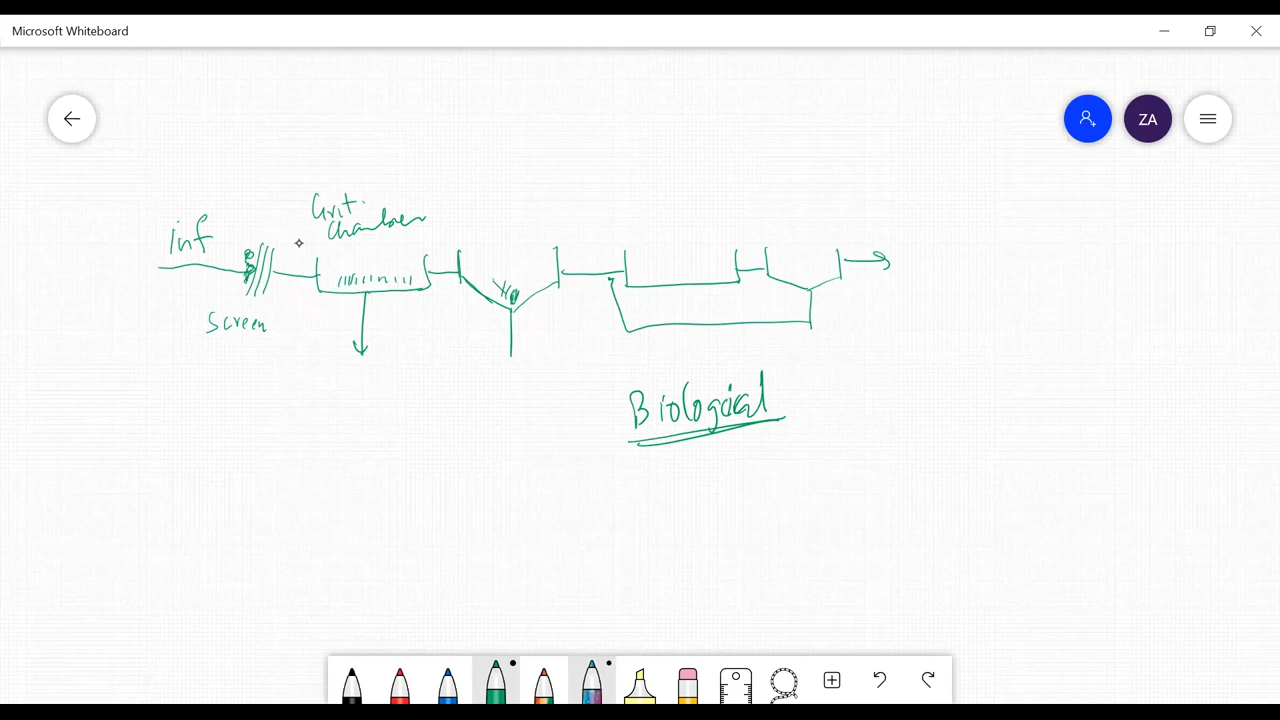 Microsoft Whiteboard
ZA
Grit
chamber
inf
Screen
Biological